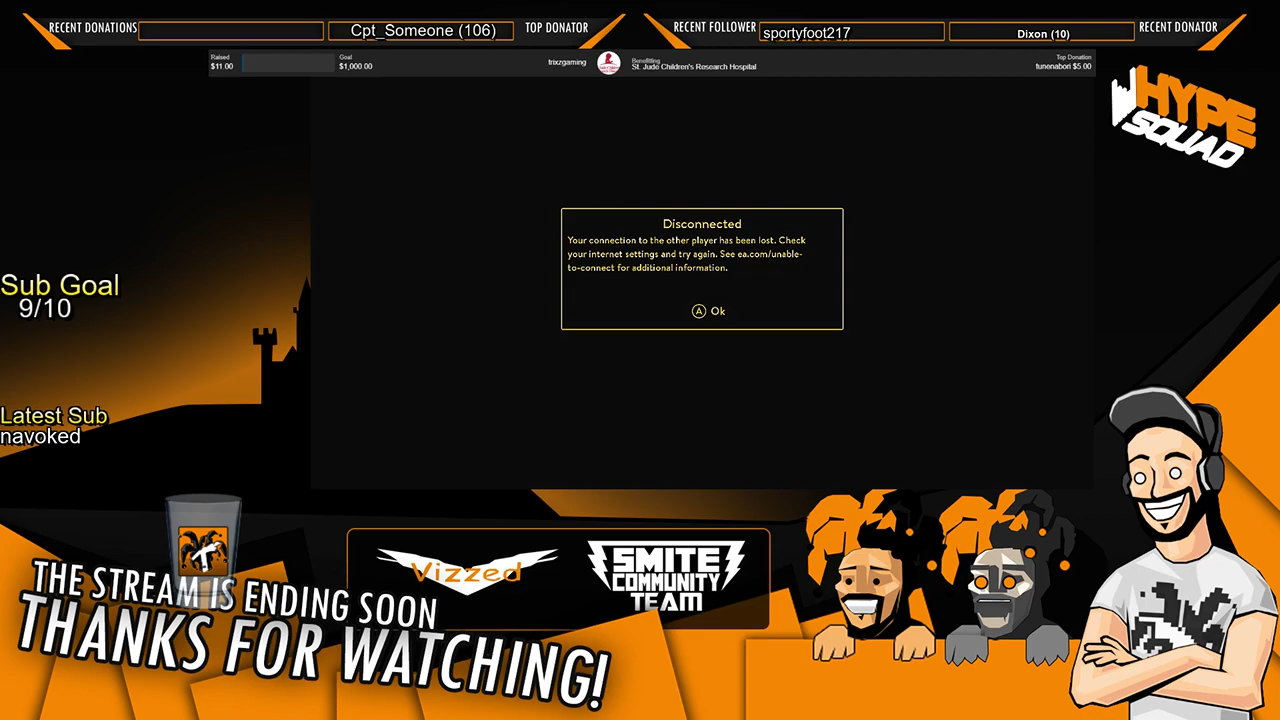 RECENT DONATIONS
Cpt_Someone (106)
TOP DONATOR
RECENT FOLLOWER
sportyfoot217
Dixon (10)
RECENT DONATOR
Raised
$11.00
Goal
$1,000.00
trixzgaming
Benefitting
St. Jude Children's Research Hospital
Top Donation
tunenabori $5.00
HYPE
SQUAD
Disconnected
Your connection to the other player has been lost. Check
your internet settings and try again. See ea.com/unable-
to-connect for additional information.
A Ok
Sub Goal
9/10
Latest Sub
navoked
THE STREAM IS ENDING SOON
THANKS FOR WATCHING!
Vizzed
SMITE
COMMUNITY
TEAM